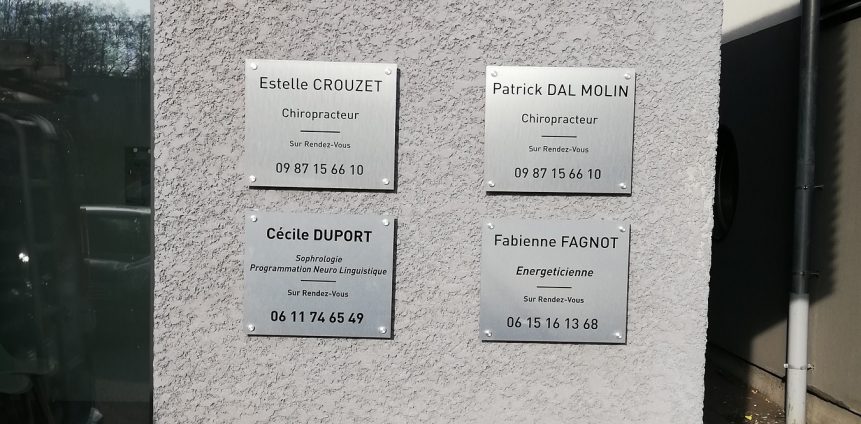 Estelle CROUZET
Chiropracteur
Sur Rendez-Vous
09 87 15 66 10
Patrick DAL MOLIN
Chiropracteur
Sur Rendez-Vous
09 87 15 66 10
Cécile DUPORT
Sophrologie
Programmation Neuro Linguistique
Sur Rendez-Vous
06 11 74 65 49
Fabienne FAGNOT
Energeticienne
Sur Rendez-Vous
06 15 16 13 68